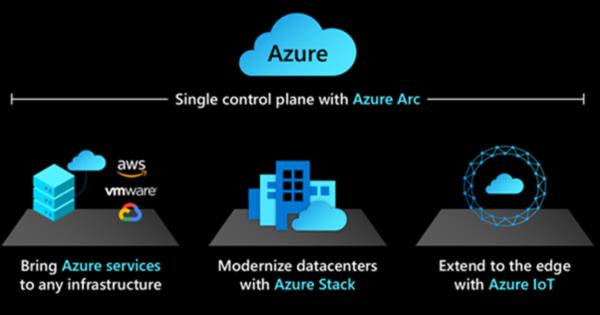 Azure
Single control plane with Azure Arc
aws
vmware
Bring Azure services
to any infrastructure
Modernize datacenters
with Azure Stack
Extend to the edge
with Azure IoT